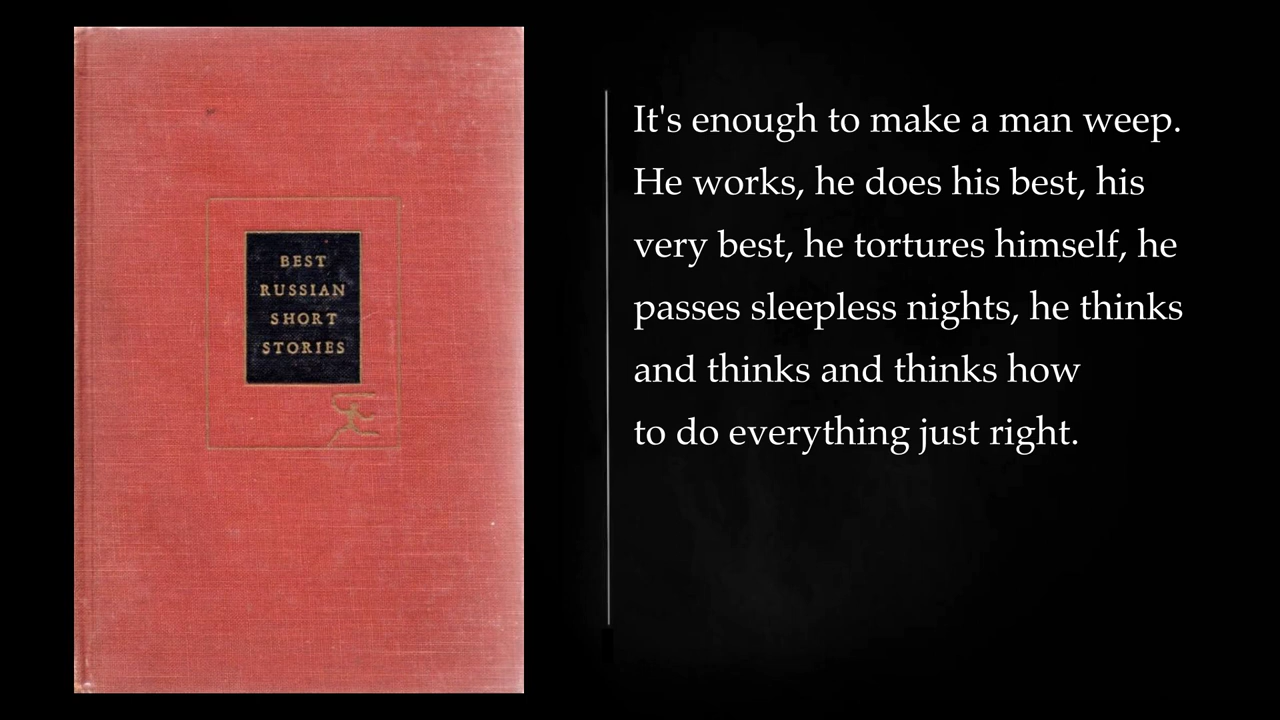 BEST
RUSSIAN
SHORT
STORIES
It's enough to make a man weep.
He works, he does his best, his
very best, he tortures himself, he
passes sleepless nights, he thinks
and thinks and thinks how
to do everything just right.